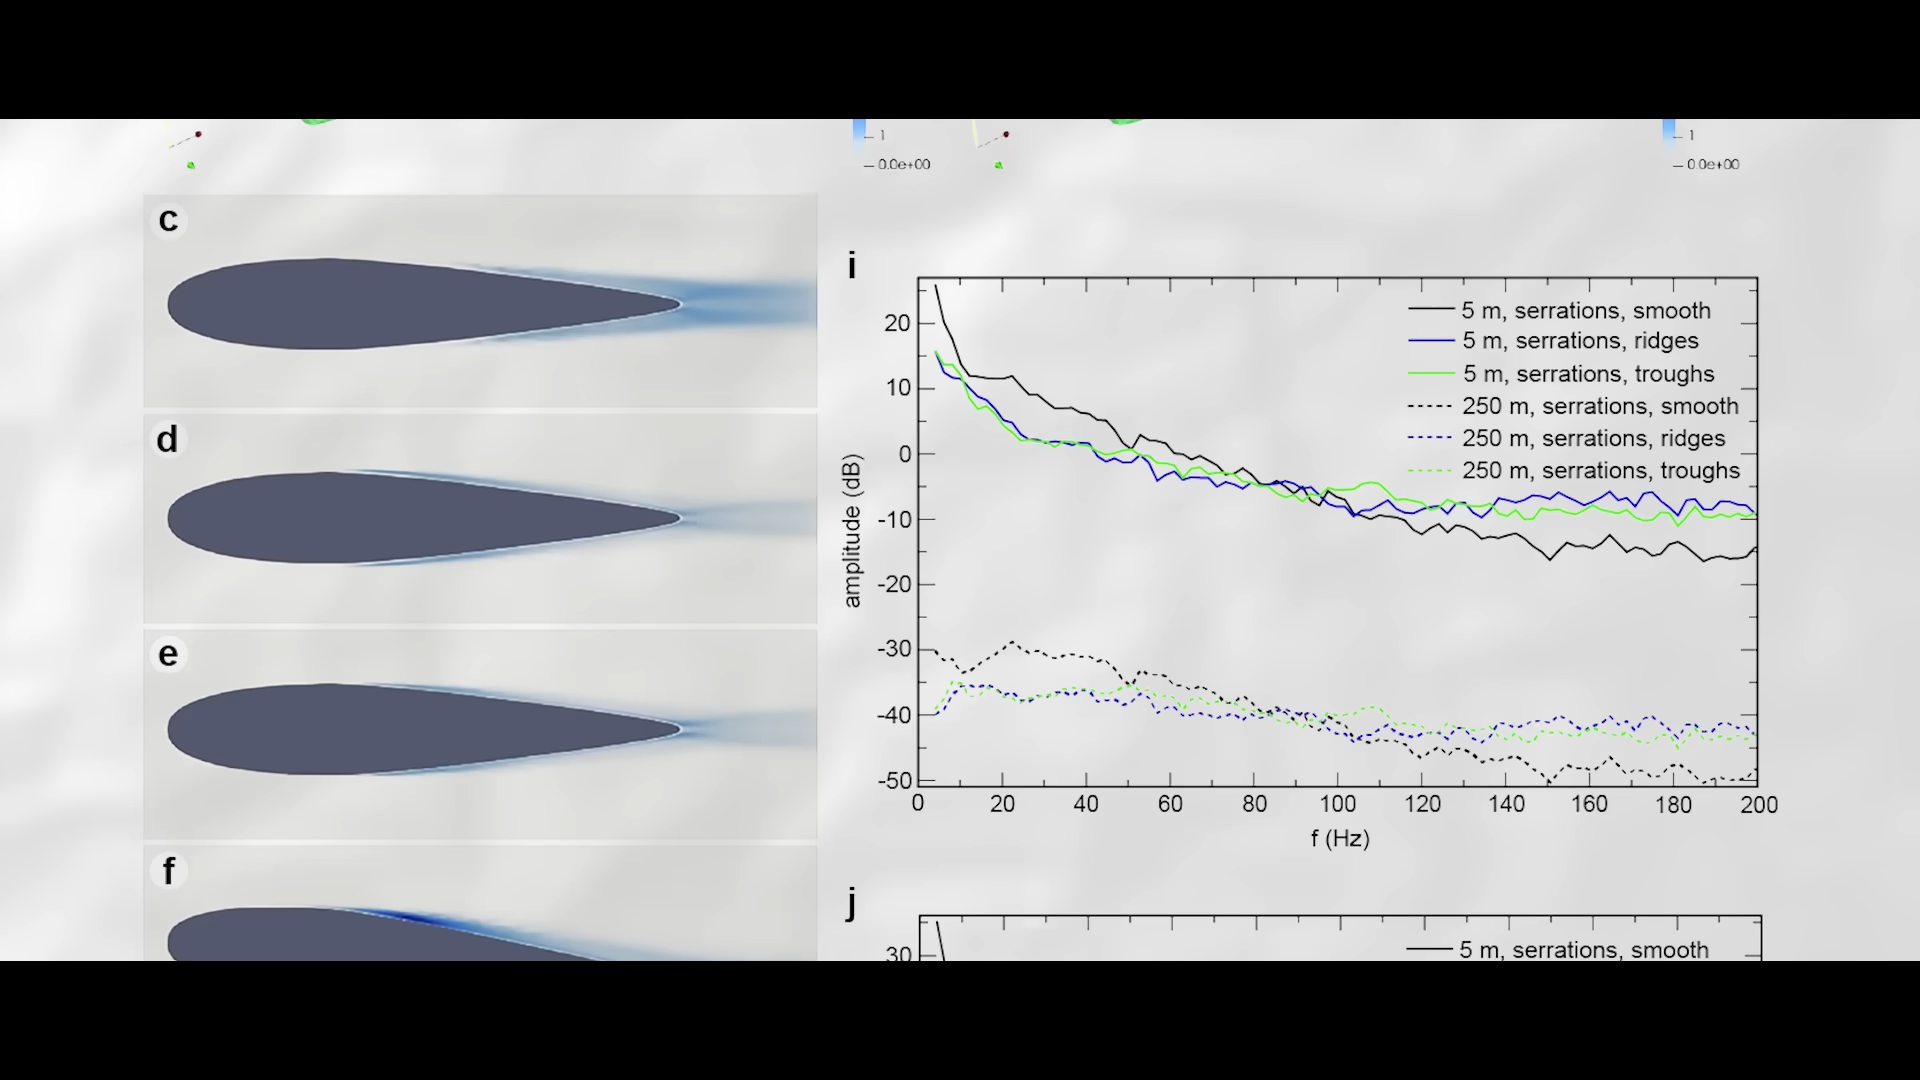 1
0.0e+00
1
0.0e+00
c
d
e
f
i
20
10
0
-10
-20
-30
-40
-50
amplitude (dB)
5 m, serrations, smooth
5 m, serrations, ridges
5 m, serrations, troughs
250 m, serrations, smooth
250 m, serrations, ridges
250 m, serrations, troughs
0 20 40 60 80 100 120 140 160 180 200
f (Hz)
j
30
5 m, serrations, smooth